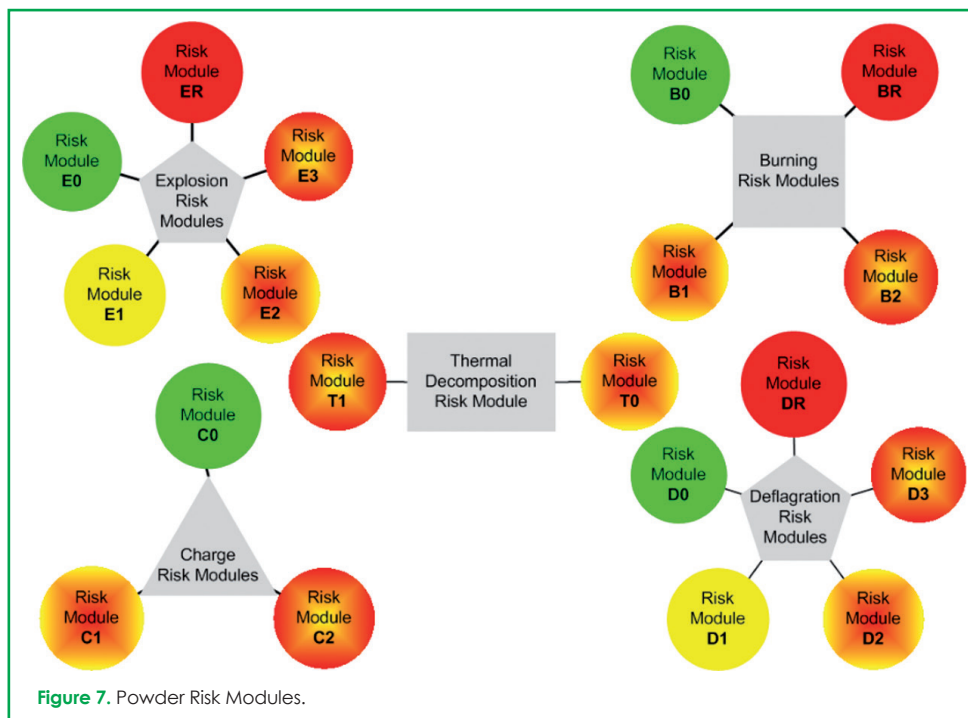 Risk
Module
ER
Risk
Module
E0
Risk
Module
E3
Explosion
Risk
Modules
Risk
Module
E1
Risk
Module
E2
Risk
Module
B0
Risk
Module
BR
Burning
Risk Modules
Risk
Module
B1
Risk
Module
B2
Risk
Module
T1
Thermal
Decomposition
Risk Module
Risk
Module
T0
Risk
Module
C0
Charge
Risk Modules
Risk
Module
C1
Risk
Module
C2
Risk
Module
DR
Risk
Module
D0
Risk
Module
D3
Deflagration
Risk
Modules
Risk
Module
D1
Risk
Module
D2
Figure 7. Powder Risk Modules.